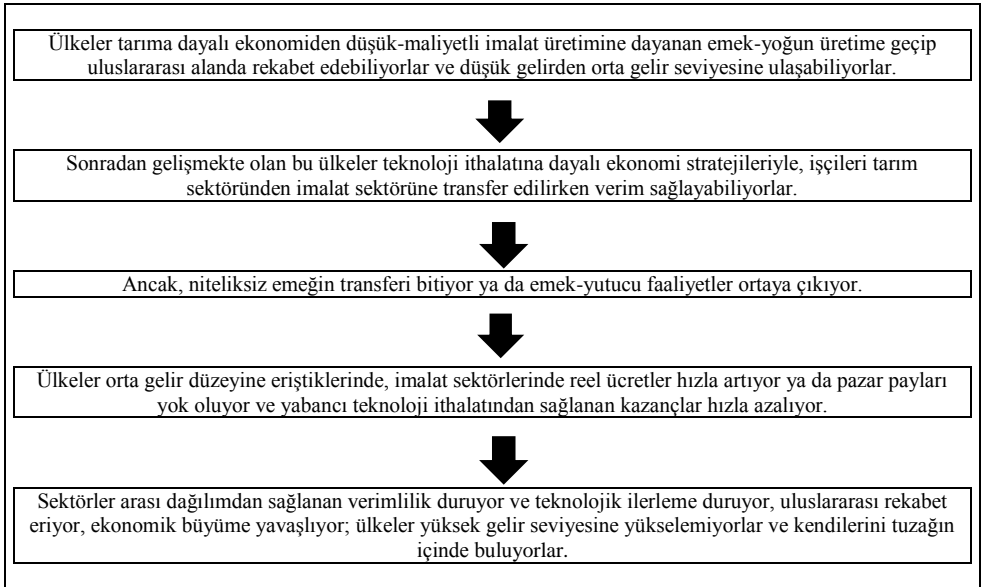 Ülkeler tarıma dayalı ekonomiden düşük-maliyetli imalat üretimine dayanan emek-yoğun üretime geçip
uluslararası alanda rekabet edebiliyorlar ve düşük gelirden orta gelir seviyesine ulaşabiliyorlar.
Sonradan gelişmekte olan bu ülkeler teknoloji ithalatına dayalı ekonomi stratejileriyle, işçileri tarım
sektöründen imalat sektörüne transfer edilirken verim sağlayabiliyorlar.
Ancak, niteliksiz emeğin transferi bitiyor ya da emek-yutucu faaliyetler ortaya çıkıyor.
Ülkeler orta gelir düzeyine eriştiklerinde, imalat sektörlerinde reel ücretler hızla artıyor ya da pazar payları
yok oluyor ve yabancı teknoloji ithalatından sağlanan kazançlar hızla azalıyor.
Sektörler arası dağılımdan sağlanan verimlilik duruyor ve teknolojik ilerleme duruyor, uluslararası rekabet
eriyor, ekonomik büyüme yavaşlıyor; ülkeler yüksek gelir seviyesine yükselemiyorlar ve kendilerini tuzağın
içinde buluyorlar.